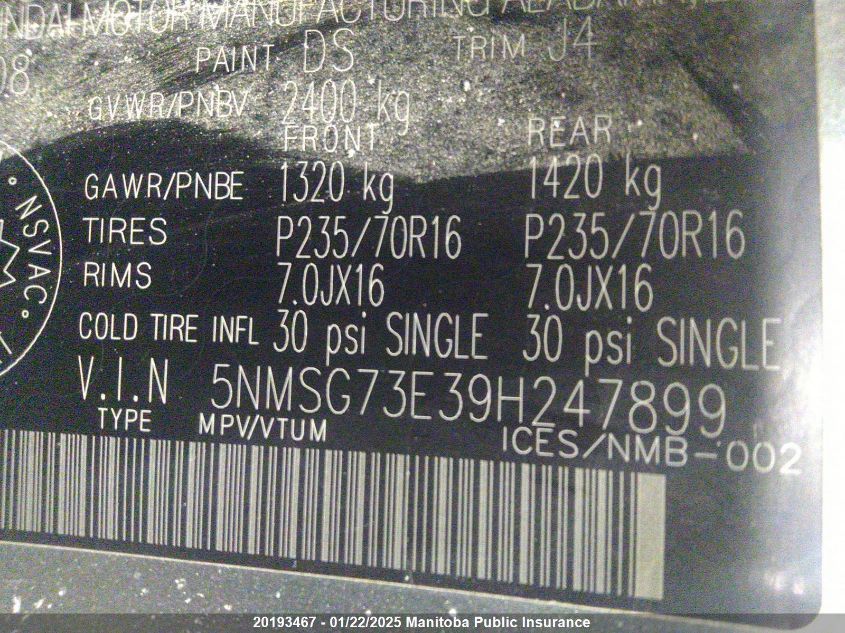 MOTOR MANUFACTURING
08 PAINT DS TRIM J4
GVWR/PNBV 2400 kg
FRONT REAR
GAWR/PNBE 1320 kg 1420 kg
TIRES P235/70R16 P235/70R16
RIMS 7.0JX16 7.0JX16
COLD TIRE INFL 30 psi SINGLE 30 psi SINGLE
V.I.N 5NMSG73E39H247899
TYPE MPV/VTUM ICES/NMB-002
NSVAC
20193467 - 01/22/2025 Manitoba Public Insurance